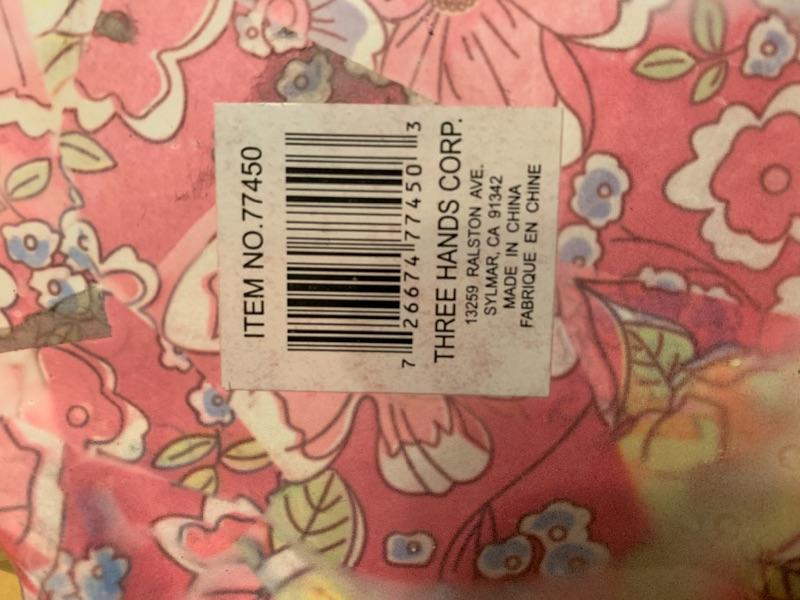 ITEM NO.77450
7 26674 77450 3
THREE HANDS CORP.
13259 RALSTON AVE.
SYLMAR, CA 91342
MADE IN CHINA
FABRIQUE EN CHINE